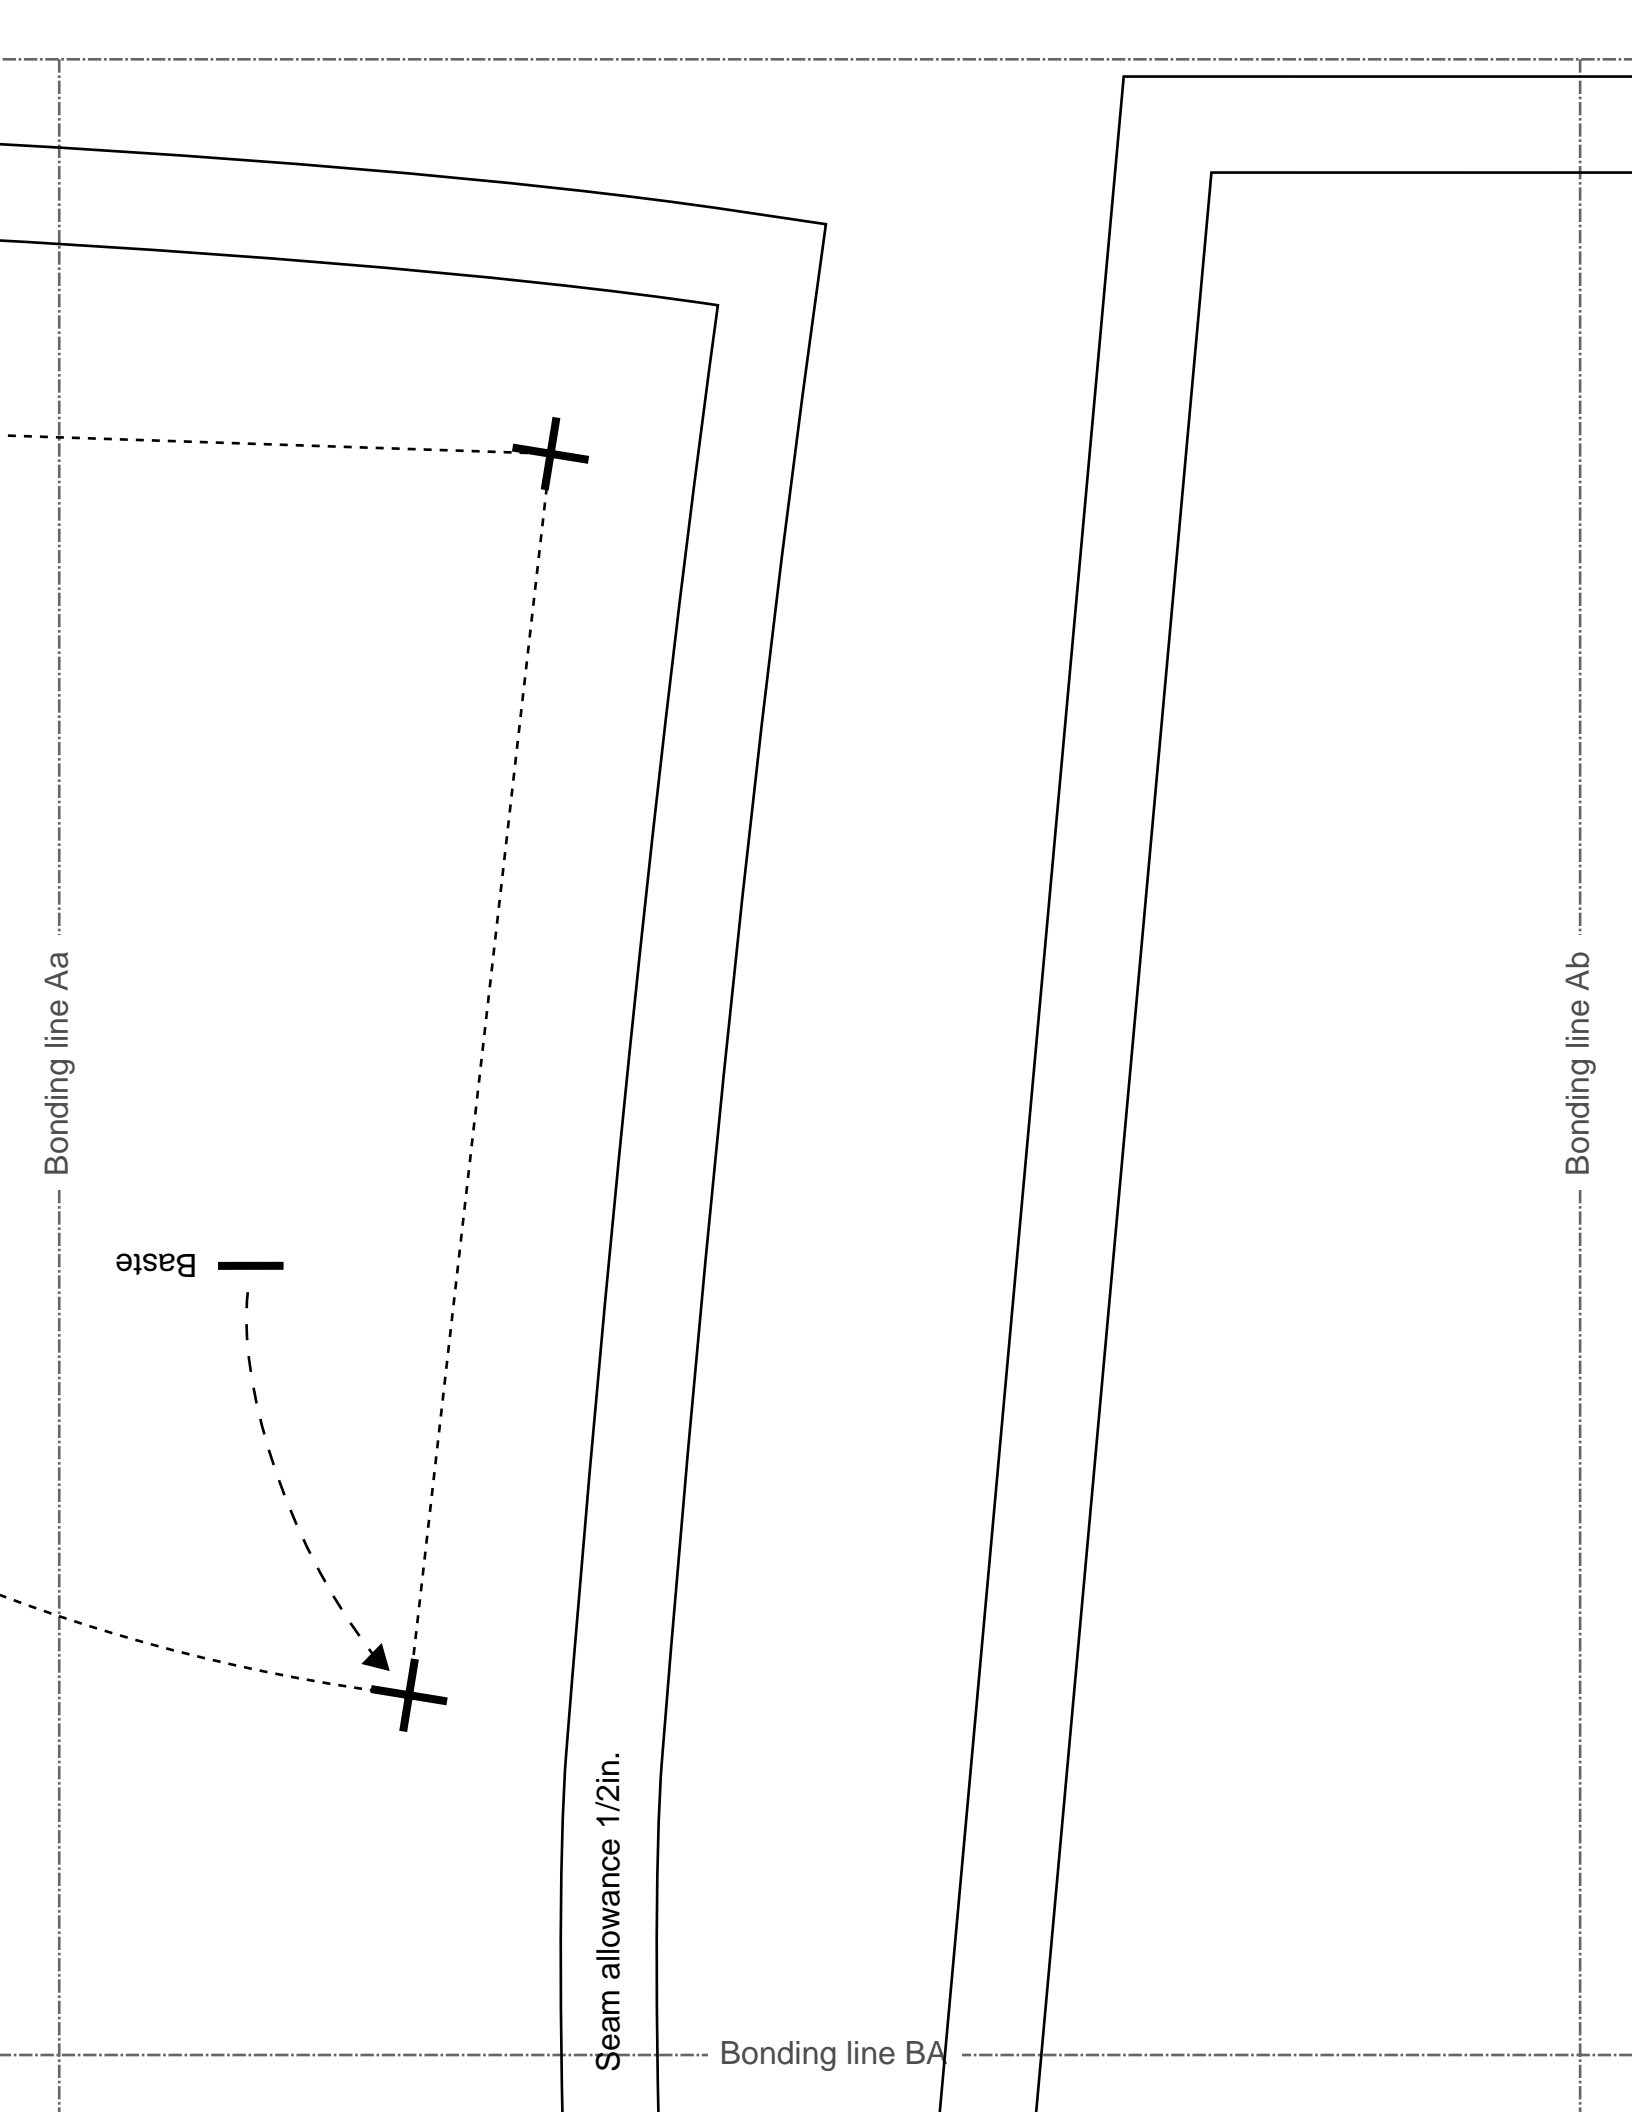 Bonding line Aa
Bonding line Ab
Baste
Seam allowance 1/2in.
Bonding line BA